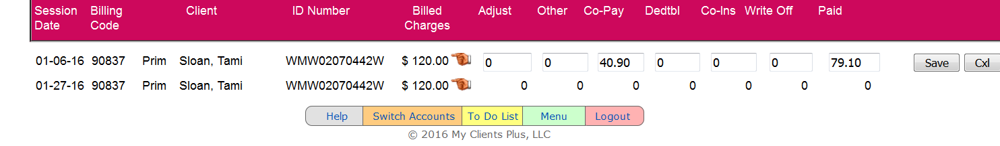 Session Billing Client ID Number Billed Adjust Other Co-Pay Dedtbl Co-Ins Write Off Paid
Date Code Charges
01-06-16 90837 Prim Sloan, Tami WMW02070442W $ 120.00 0 0 40.90 0 0 0 79.10 Save Cxl
01-27-16 90837 Prim Sloan, Tami WMW02070442W $ 120.00 0 0 0 0 0 0 0
Help Switch Accounts To Do List Menu Logout
© 2016 My Clients Plus, LLC